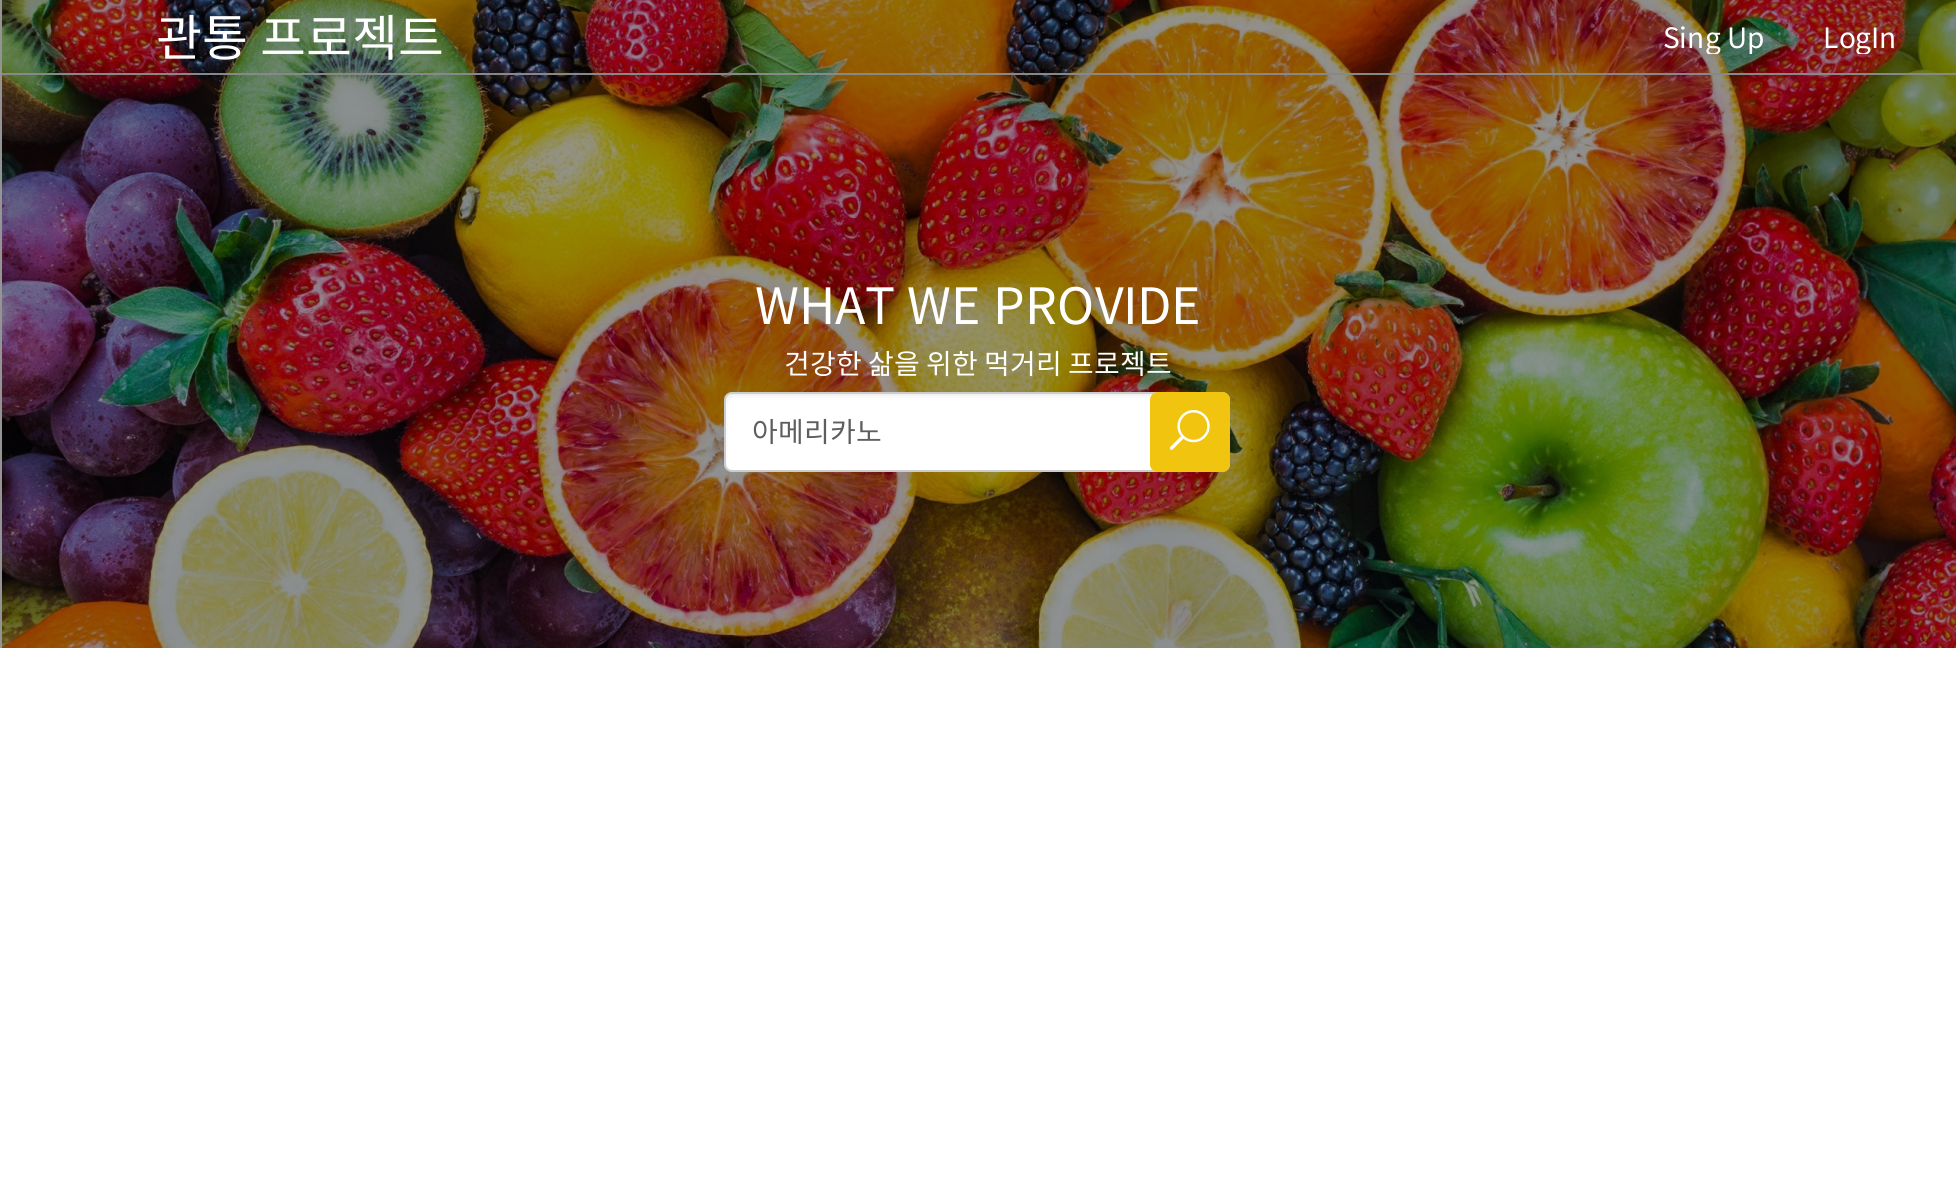 관통 프로젝트
Sing Up
LogIn
WHAT WE PROVIDE
건강한 삶을 위한 먹거리 프로젝트
아메리카노